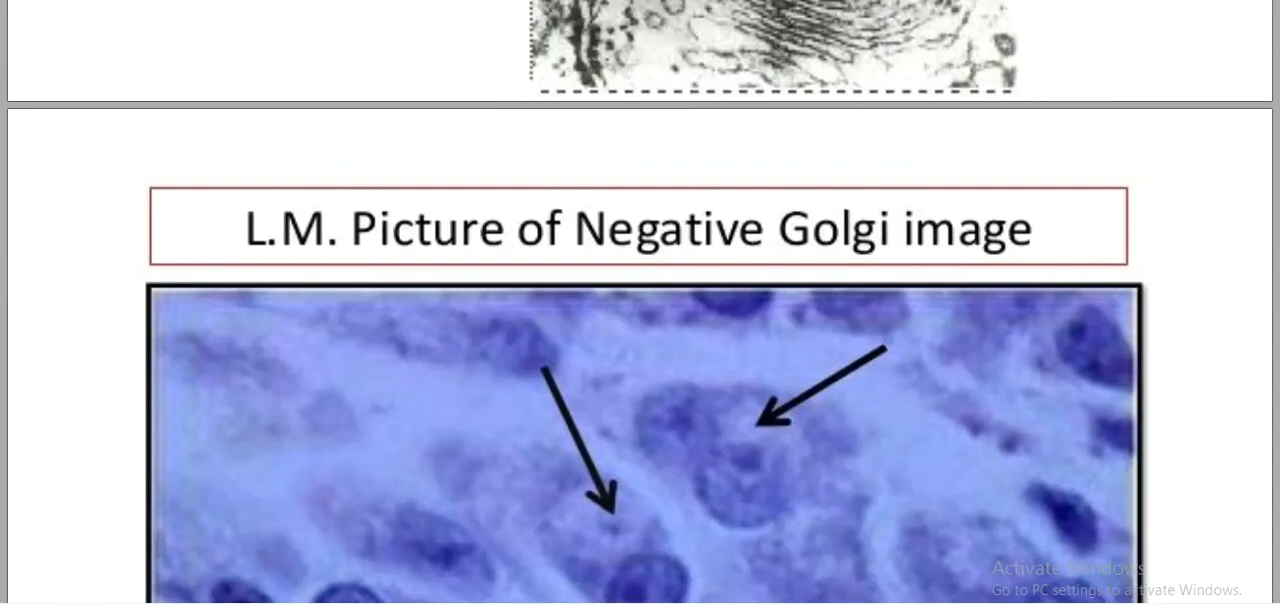 L.M. Picture of Negative Golgi image
Activate Windows
Go to PC settings to activate Windows.